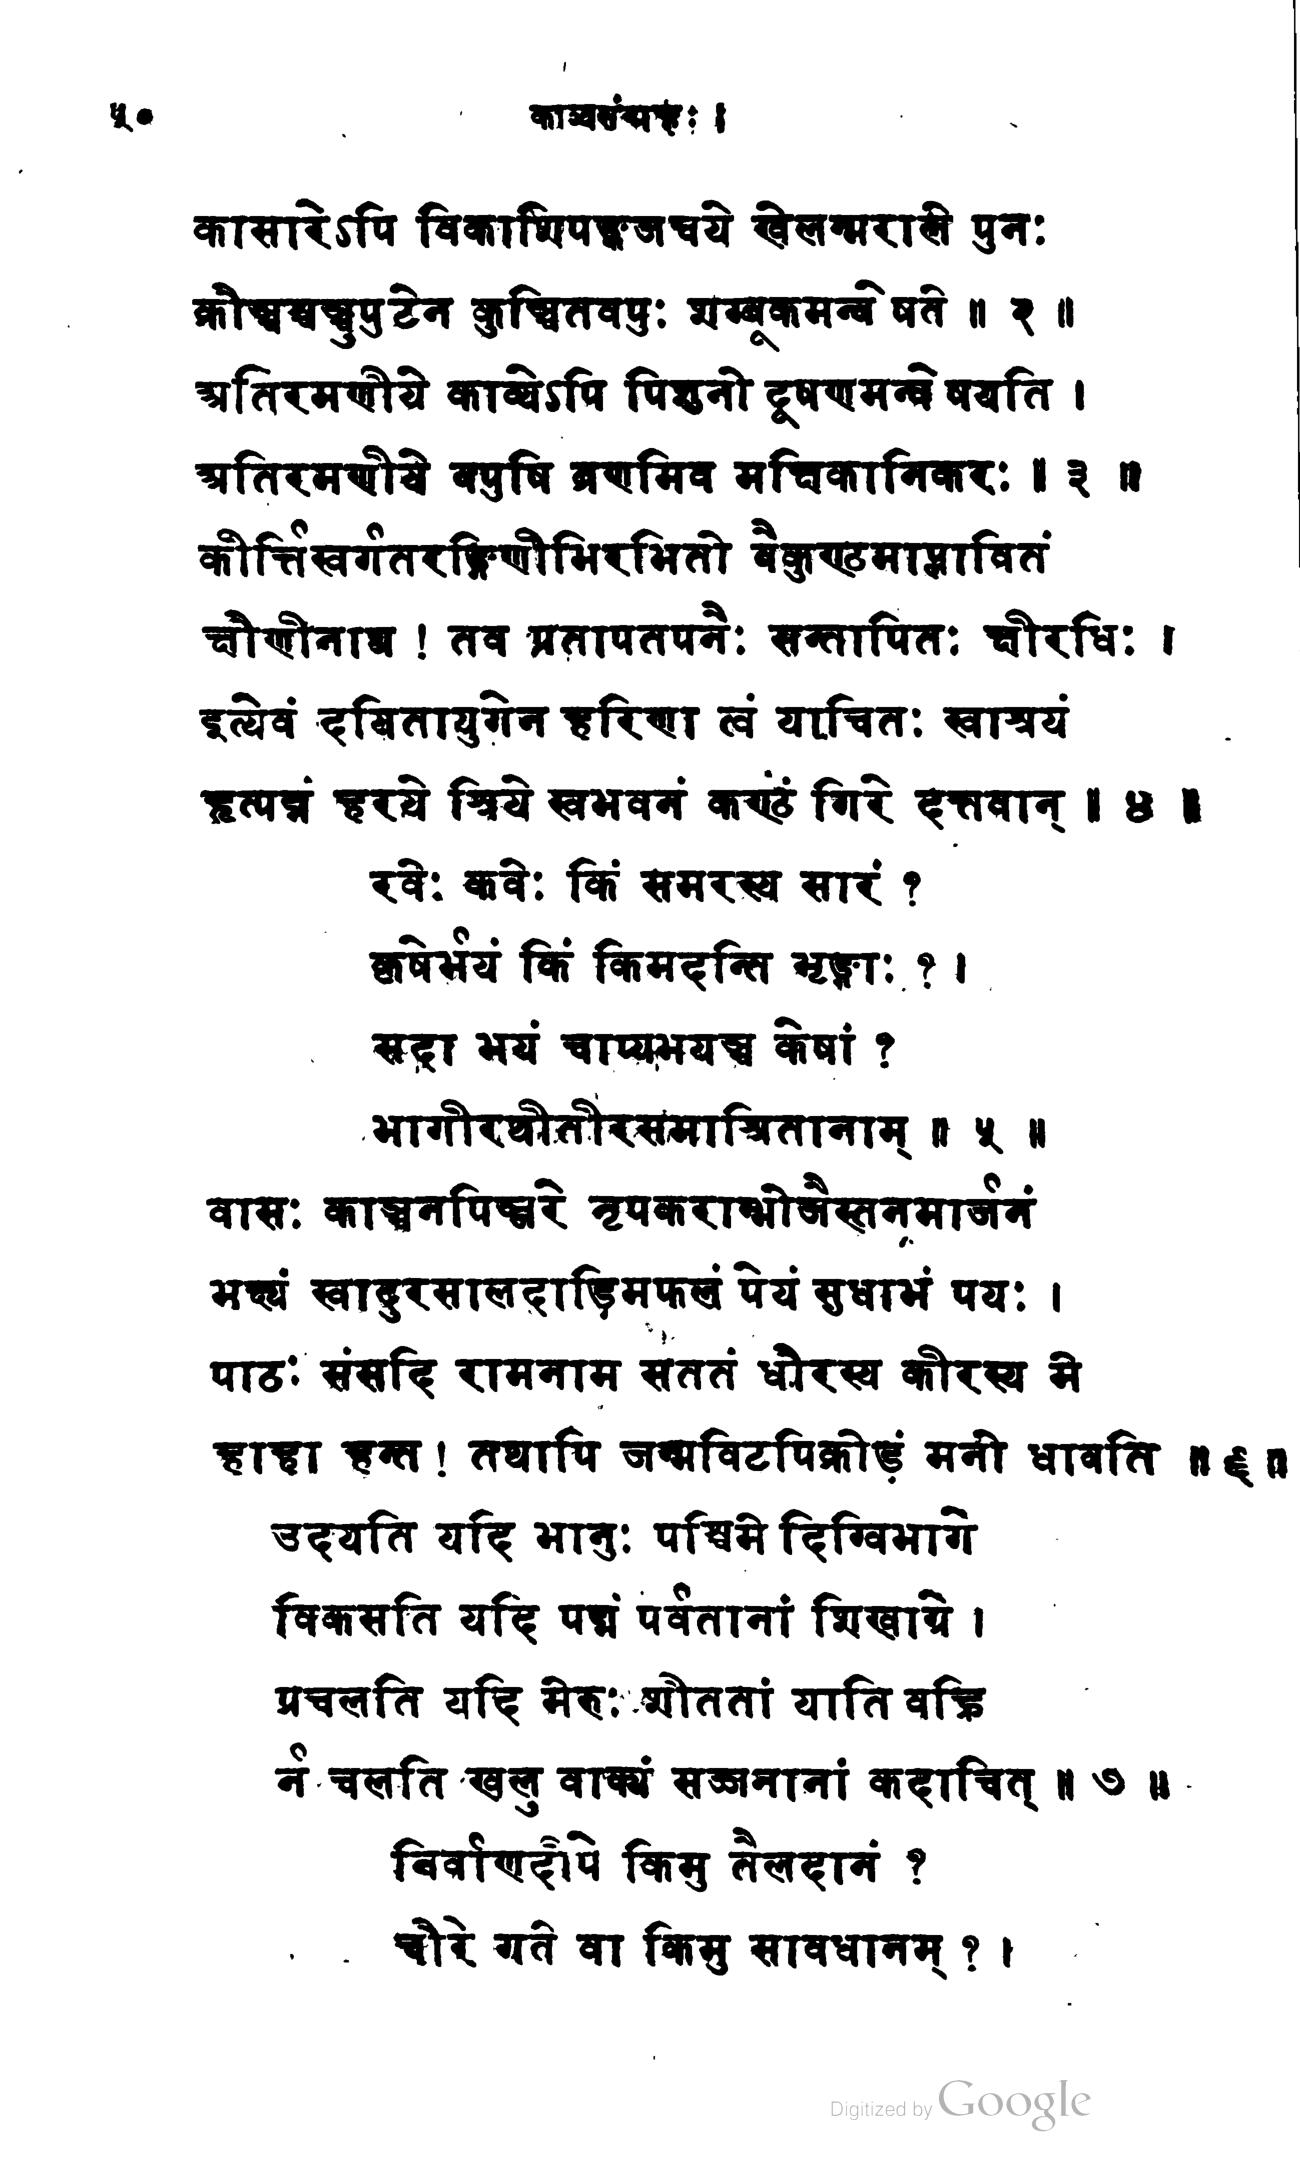 ५०
काव्यसंग्रहः ।
कासारेऽपि विकाशिपङ्कजचये खेलन्मराले पुनः
क्रौञ्चश्चञ्चुपुटेन कुञ्चितवपुः शम्बूकमन्वेषते ॥ २ ॥
अतिरमणीये काव्येऽपि पिशुनो दूषणमन्वेषयति ।
अतिरमणीये वपुषि व्रणमिव मक्षिकानिकरः ॥ ३ ॥
कीर्त्तिस्वर्गतरङ्गिणीभिरभितो वैकुण्ठमाप्लावितं
क्षौणीनाथ ! तव प्रतापतपनैः सन्तापितः क्षीरधिः ।
इत्येवं दयितायुगेन हरिणा त्वं याचितः स्वाश्रयं
हृत्पद्मं हरये श्रिये स्वभवनं कण्ठं गिरे दत्तवान् ॥ ४ ॥
रवेः कवेः किं समरस्य सारं ?
कृषेर्भयं किं किमदन्ति भृङ्गाः ? ।
सदा भयं चाप्यभयञ्च केषां ?
भागीरथीतीरसमाश्रितानाम् ॥ ५ ॥
वासः काञ्चनपिञ्जरे नृपकराम्भोजैस्तनूमार्जनं
भक्ष्यं स्वादुरसालदाड़िमफलं पेयं सुधाभं पयः ।
पाठः संसदि रामनाम सततं धीरस्य कीरस्य मे
हाहा हन्त ! तथापि जन्मविटपिक्रोडं मनो धावति ॥ ६ ॥
उदयति यदि भानुः पश्चिमे दिग्विभागे
विकसति यदि पद्मं पर्वतानां शिखाग्रे ।
प्रचलति यदि मेरुः शीततां याति वह्नि
र्न चलति खलु वाक्यं सज्जनानां कदाचित् ॥ ७ ॥
निर्वाणदीपे किमु तैलदानं ?
चौरे गते वा किमु सावधानम् ? ।
Digitized by Google